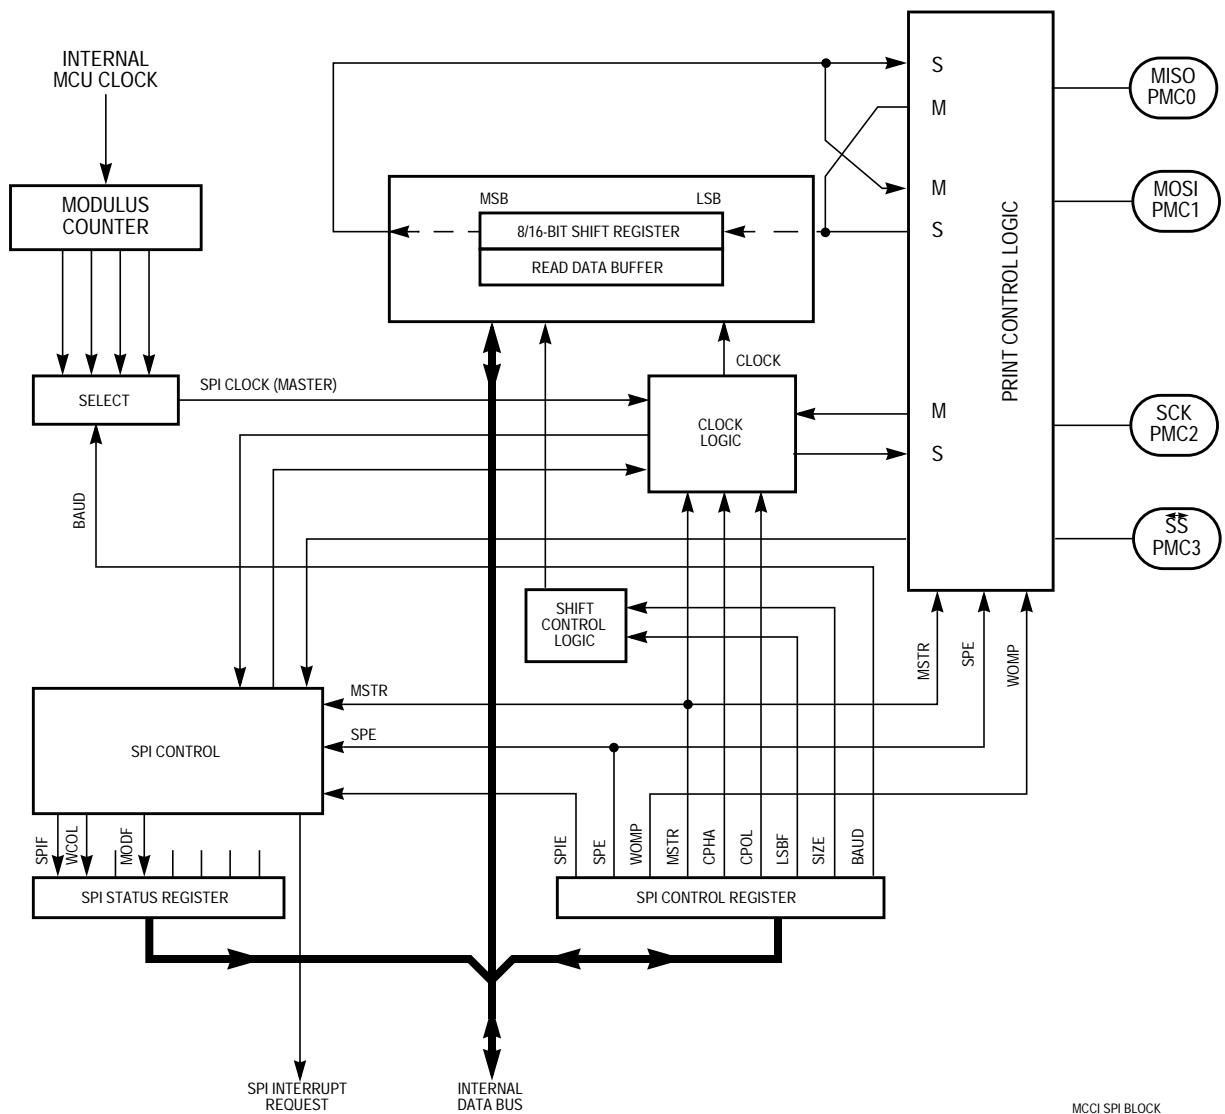 INTERNAL
MCU CLOCK
MODULUS
COUNTER
SELECT
BAUD
SPI CLOCK (MASTER)
MSB
LSB
8/16-BIT SHIFT REGISTER
READ DATA BUFFER
CLOCK
CLOCK
LOGIC
SHIFT
CONTROL
LOGIC
S
M
M
S
M
S
PRINT CONTROL LOGIC
MISO
PMC0
MOSI
PMC1
SCK
PMC2
SS
PMC3
MSTR
SPE
WOMP
SPI CONTROL
MSTR
SPE
SPIF
WCOL
MODF
SPI STATUS REGISTER
SPIE
SPE
WOMP
MSTR
CPHA
CPOL
LSBF
SIZE
BAUD
SPI CONTROL REGISTER
SPI INTERRUPT
REQUEST
INTERNAL
DATA BUS
MCCI SPI BLOCK